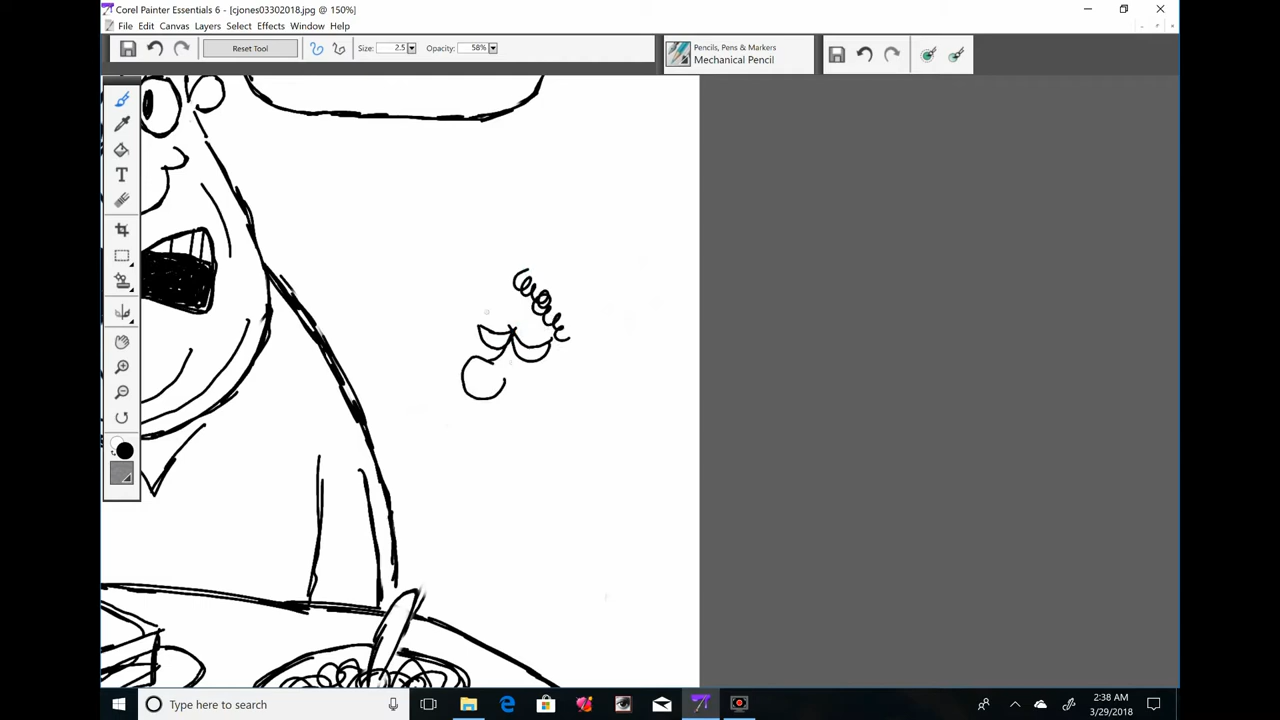 Corel Painter Essentials 6 - [cjones03302018.jpg @ 150%]
File Edit Canvas Layers Select Effects Window Help
Reset Tool Size: 2.5 Opacity: 58% Pencils, Pens & Markers
Mechanical Pencil
Type here to search
2:38 AM
3/29/2018